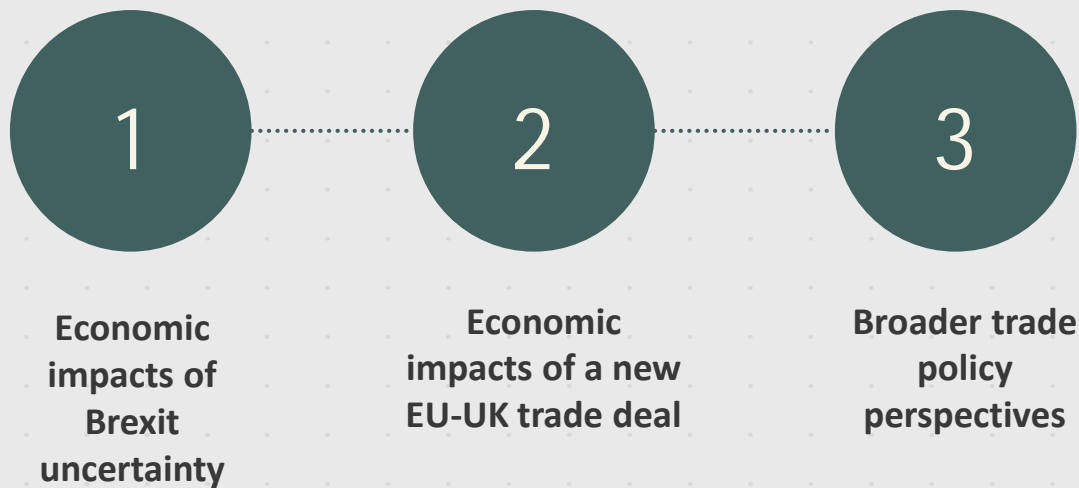 1
Economic
impacts of
Brexit
uncertainty
2
Economic
impacts of a new
EU-UK trade deal
3
Broader trade
policy
perspectives